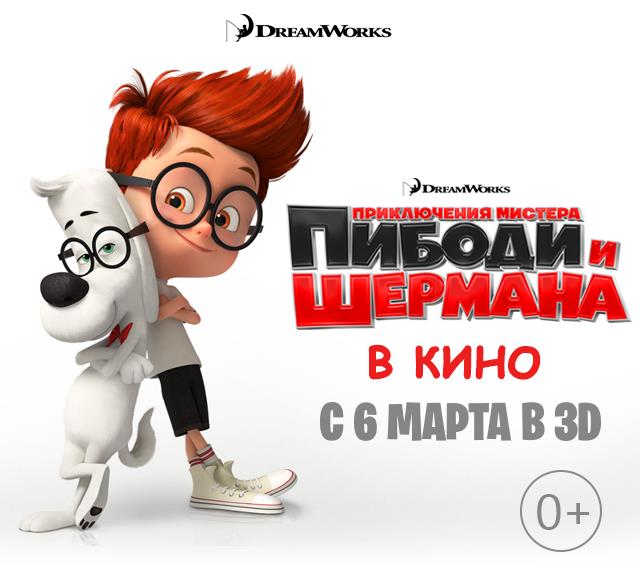 DREAMWORKS
DREAMWORKS
ПРИКЛЮЧЕНИЯ МИСТЕРА
ПИБОДИ И
ШЕРМАНА
В КИНО
С 6 МАРТА В 3D
0+